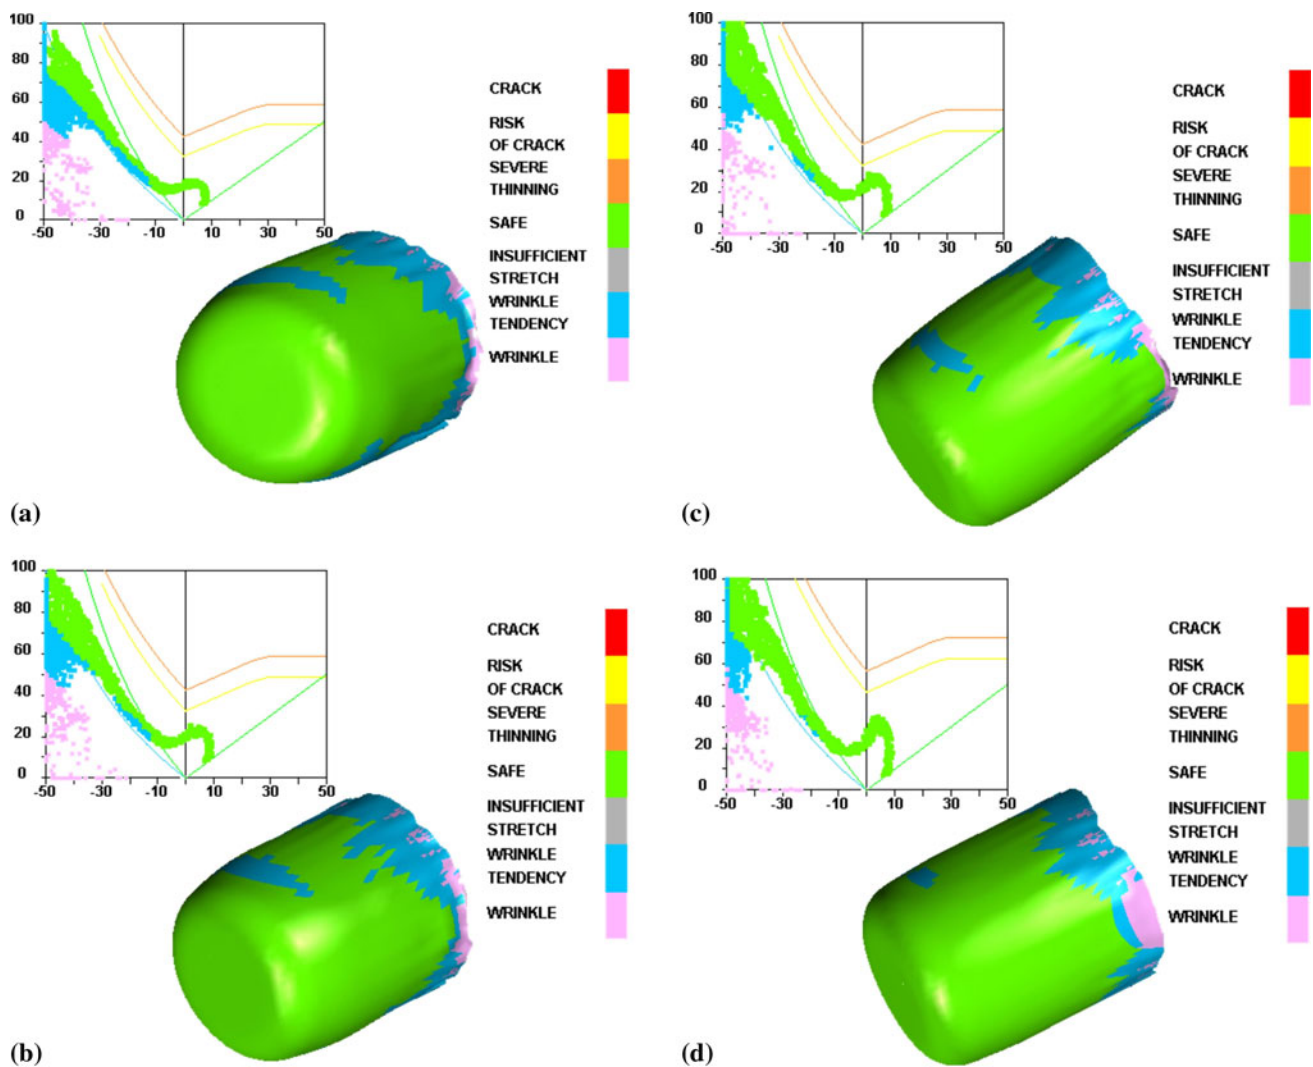 100
80
60
40
20
0
-50
-30
-10
10
30
50
CRACK
RISK
OF CRACK
SEVERE
THINNING
SAFE
INSUFFICIENT
STRETCH
WRINKLE
TENDENCY
WRINKLE
(a)
100
80
60
40
20
0
-50
-30
-10
10
30
50
CRACK
RISK
OF CRACK
SEVERE
THINNING
SAFE
INSUFFICIENT
STRETCH
WRINKLE
TENDENCY
WRINKLE
(c)
100
80
60
40
20
0
-50
-30
-10
10
30
50
CRACK
RISK
OF CRACK
SEVERE
THINNING
SAFE
INSUFFICIENT
STRETCH
WRINKLE
TENDENCY
WRINKLE
(b)
100
80
60
40
20
0
-50
-30
-10
10
30
50
CRACK
RISK
OF CRACK
SEVERE
THINNING
SAFE
INSUFFICIENT
STRETCH
WRINKLE
TENDENCY
WRINKLE
(d)